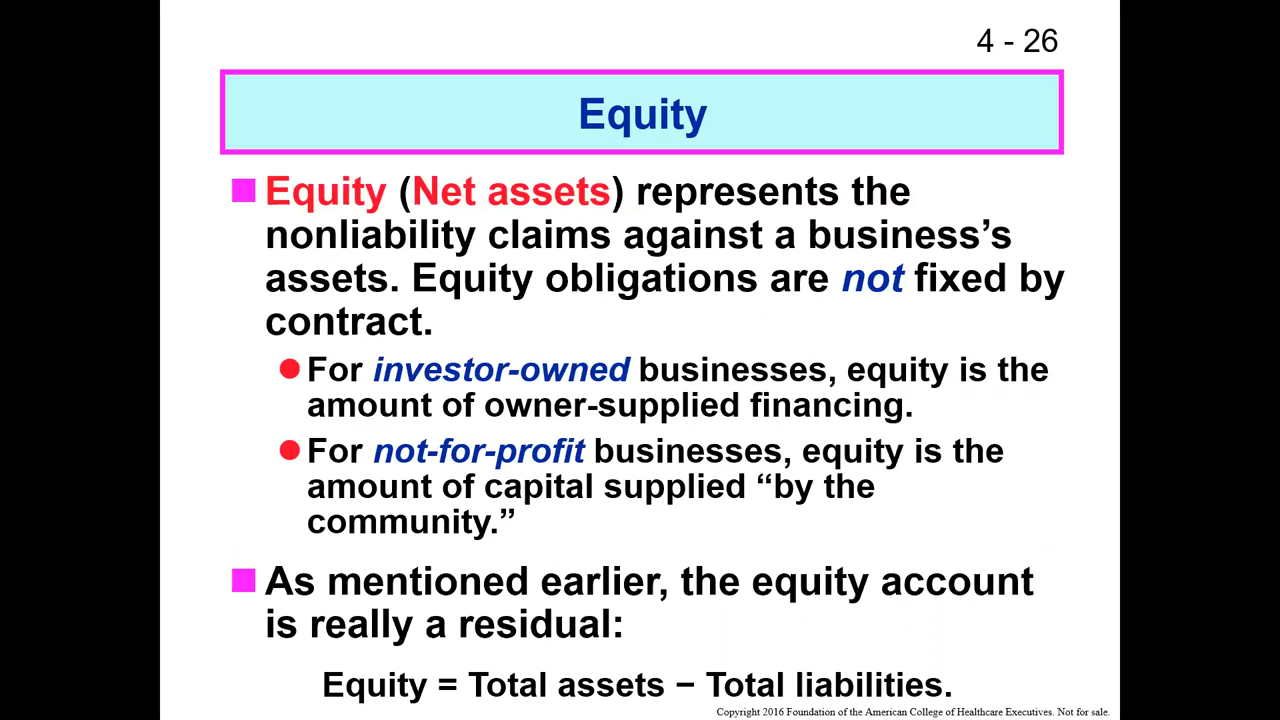 4 - 26
Equity
Equity (Net assets) represents the
nonliability claims against a business’s
assets. Equity obligations are not fixed by
contract.
For investor-owned businesses, equity is the
amount of owner-supplied financing.
For not-for-profit businesses, equity is the
amount of capital supplied “by the
community.”
As mentioned earlier, the equity account
is really a residual:
Equity = Total assets − Total liabilities.
Copyright 2016 Foundation of the American College of Healthcare Executives. Not for sale.